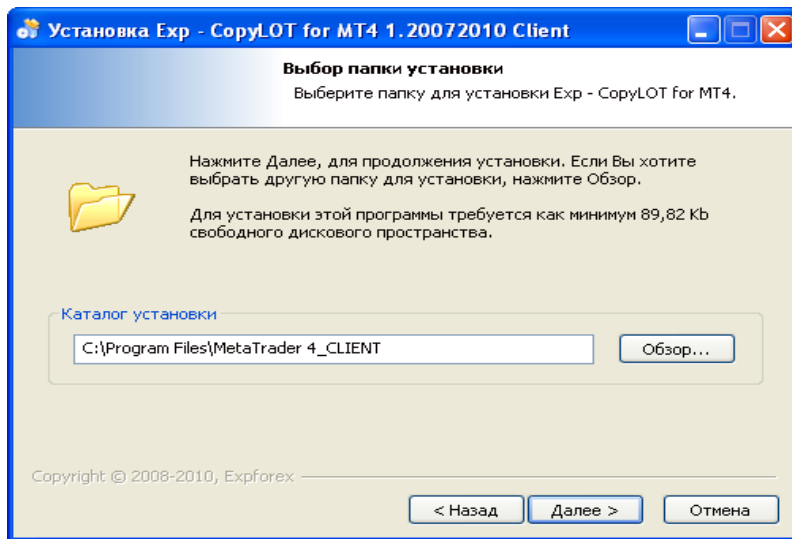 Установка Exp - CopyLOT for MT4 1.20072010 Client
Выбор папки установки
Выберите папку для установки Exp - CopyLOT for MT4.
Нажмите Далее, для продолжения установки. Если Вы хотите
выбрать другую папку для установки, нажмите Обзор.
Для установки этой программы требуется как минимум 89,82 Kb
свободного дискового пространства.
Каталог установки
C:\Program Files\MetaTrader 4_CLIENT
Обзор...
Copyright © 2008-2010, Expforex
< Назад
Далее >
Отмена